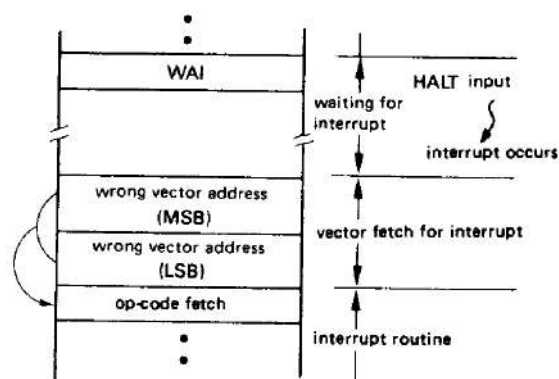 WAI
HALT input
waiting for
interrupt
interrupt occurs
wrong vector address
(MSB)
vector fetch for interrupt
wrong vector address
(LSB)
op-code fetch
interrupt routine